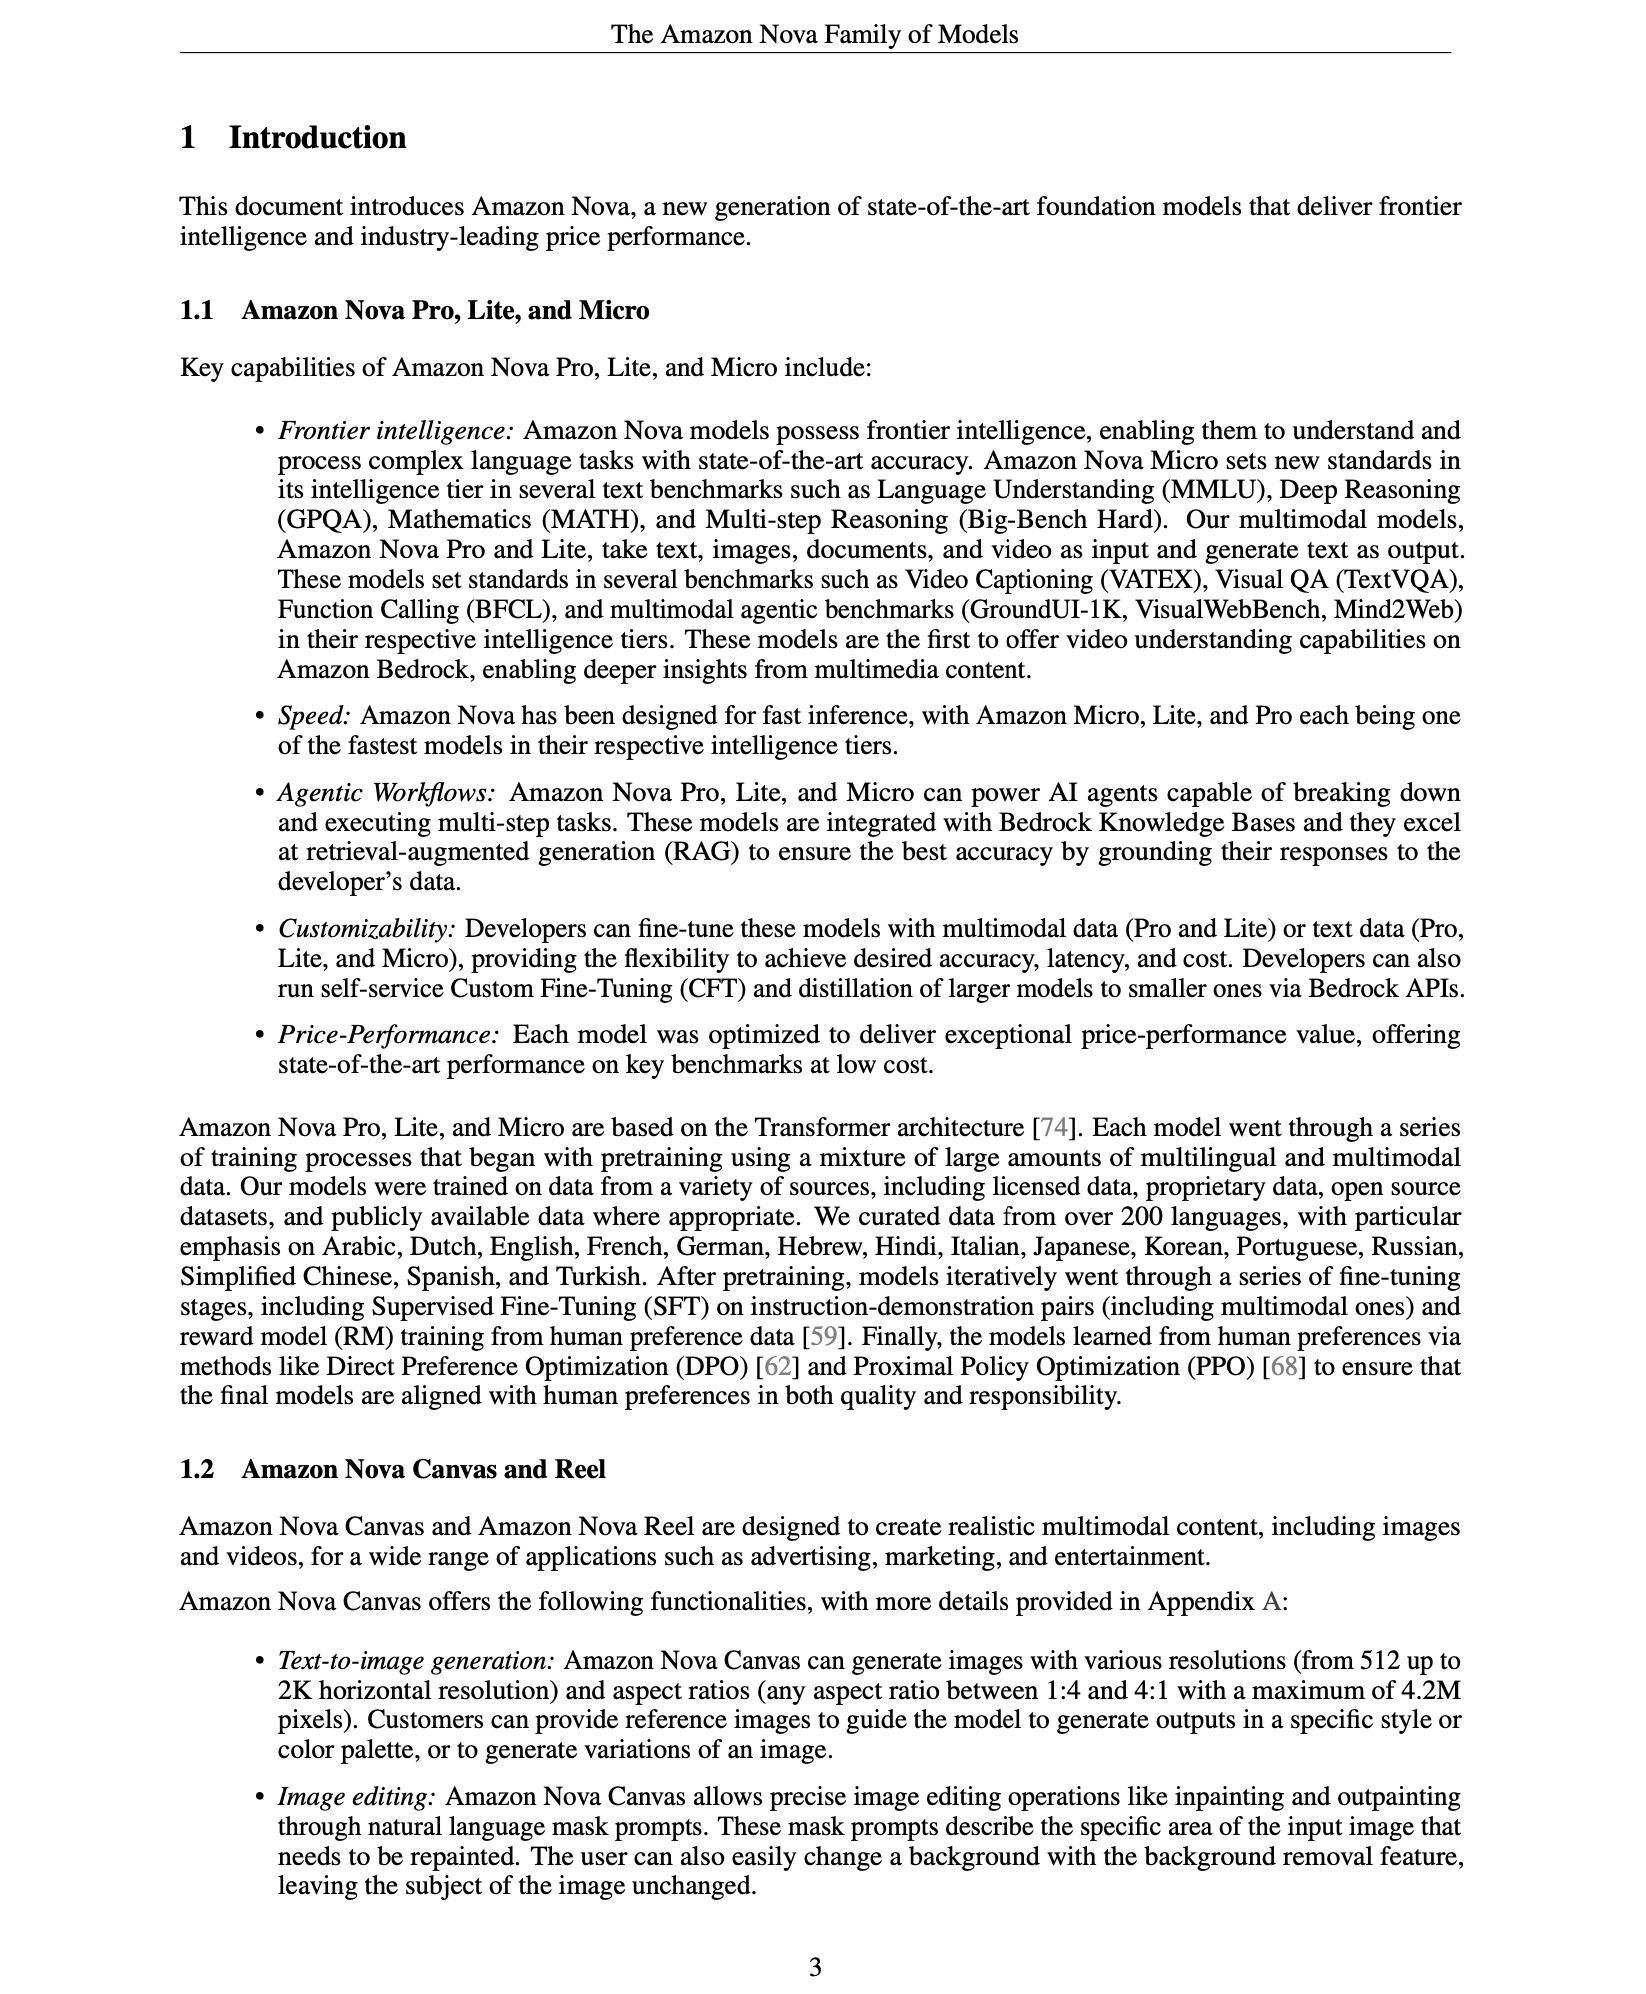 The Amazon Nova Family of Models
1 Introduction
This document introduces Amazon Nova, a new generation of state-of-the-art foundation models that deliver frontier
intelligence and industry-leading price performance.
1.1 Amazon Nova Pro, Lite, and Micro
Key capabilities of Amazon Nova Pro, Lite, and Micro include:
• Frontier intelligence: Amazon Nova models possess frontier intelligence, enabling them to understand and
process complex language tasks with state-of-the-art accuracy. Amazon Nova Micro sets new standards in
its intelligence tier in several text benchmarks such as Language Understanding (MMLU), Deep Reasoning
(GPQA), Mathematics (MATH), and Multi-step Reasoning (Big-Bench Hard). Our multimodal models,
Amazon Nova Pro and Lite, take text, images, documents, and video as input and generate text as output.
These models set standards in several benchmarks such as Video Captioning (VATEX), Visual QA (TextVQA),
Function Calling (BFCL), and multimodal agentic benchmarks (GroundUI-1K, VisualWebBench, Mind2Web)
in their respective intelligence tiers. These models are the first to offer video understanding capabilities on
Amazon Bedrock, enabling deeper insights from multimedia content.
• Speed: Amazon Nova has been designed for fast inference, with Amazon Micro, Lite, and Pro each being one
of the fastest models in their respective intelligence tiers.
• Agentic Workflows: Amazon Nova Pro, Lite, and Micro can power AI agents capable of breaking down
and executing multi-step tasks. These models are integrated with Bedrock Knowledge Bases and they excel
at retrieval-augmented generation (RAG) to ensure the best accuracy by grounding their responses to the
developer's data.
• Customizability: Developers can fine-tune these models with multimodal data (Pro and Lite) or text data (Pro,
Lite, and Micro), providing the flexibility to achieve desired accuracy, latency, and cost. Developers can also
run self-service Custom Fine-Tuning (CFT) and distillation of larger models to smaller ones via Bedrock APIs.
• Price-Performance: Each model was optimized to deliver exceptional price-performance value, offering
state-of-the-art performance on key benchmarks at low cost.
Amazon Nova Pro, Lite, and Micro are based on the Transformer architecture [74]. Each model went through a series
of training processes that began with pretraining using a mixture of large amounts of multilingual and multimodal
data. Our models were trained on data from a variety of sources, including licensed data, proprietary data, open source
datasets, and publicly available data where appropriate. We curated data from over 200 languages, with particular
emphasis on Arabic, Dutch, English, French, German, Hebrew, Hindi, Italian, Japanese, Korean, Portuguese, Russian,
Simplified Chinese, Spanish, and Turkish. After pretraining, models iteratively went through a series of fine-tuning
stages, including Supervised Fine-Tuning (SFT) on instruction-demonstration pairs (including multimodal ones) and
reward model (RM) training from human preference data [59]. Finally, the models learned from human preferences via
methods like Direct Preference Optimization (DPO) [62] and Proximal Policy Optimization (PPO) [68] to ensure that
the final models are aligned with human preferences in both quality and responsibility.
1.2 Amazon Nova Canvas and Reel
Amazon Nova Canvas and Amazon Nova Reel are designed to create realistic multimodal content, including images
and videos, for a wide range of applications such as advertising, marketing, and entertainment.
Amazon Nova Canvas offers the following functionalities, with more details provided in Appendix A:
• Text-to-image generation: Amazon Nova Canvas can generate images with various resolutions (from 512 up to
2K horizontal resolution) and aspect ratios (any aspect ratio between 1:4 and 4:1 with a maximum of 4.2M
pixels). Customers can provide reference images to guide the model to generate outputs in a specific style or
color palette, or to generate variations of an image.
• Image editing: Amazon Nova Canvas allows precise image editing operations like inpainting and outpainting
through natural language mask prompts. These mask prompts describe the specific area of the input image that
needs to be repainted. The user can also easily change a background with the background removal feature,
leaving the subject of the image unchanged.
3